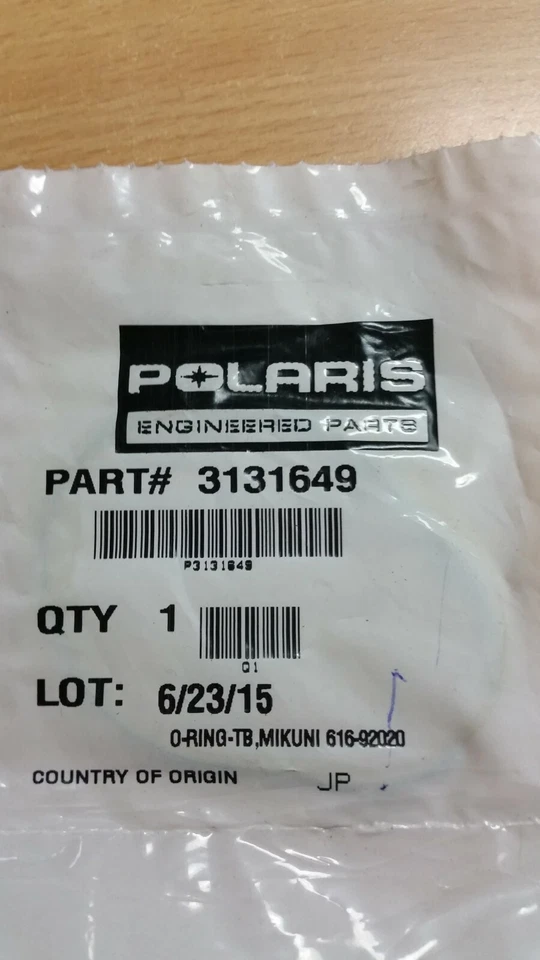 POLARIS
ENGINEERED PARTS
PART# 3131649
P3131649
QTY 1
Q1
LOT: 6/23/15
O-RING-TB,MIKUNI 616-92020
COUNTRY OF ORIGIN JP